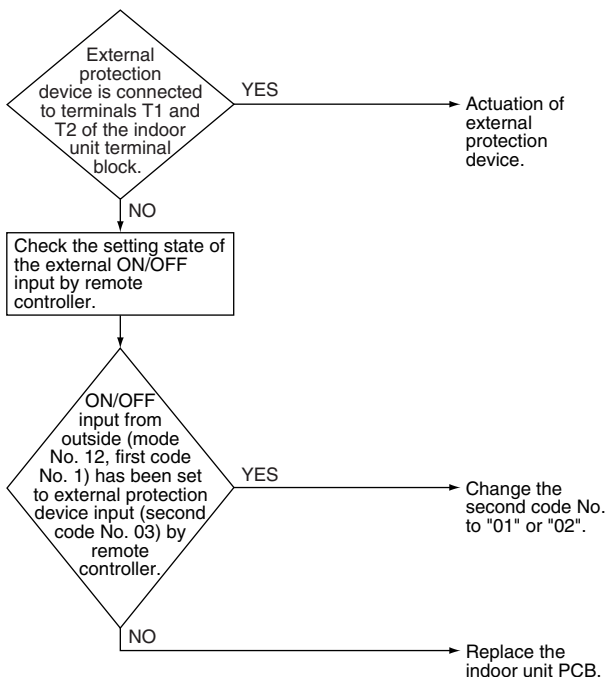 External
protection
device is connected
to terminals T1 and
T2 of the indoor
unit terminal
block.
YES
Actuation of
external
protection
device.
NO
Check the setting state of
the external ON/OFF
input by remote
controller.
ON/OFF
input from
outside (mode
No. 12, first code
No. 1) has been set
to external protection
device input (second
code No. 03) by
remote
controller.
YES
Change the
second code No.
to "01" or "02".
NO
Replace the
indoor unit PCB.